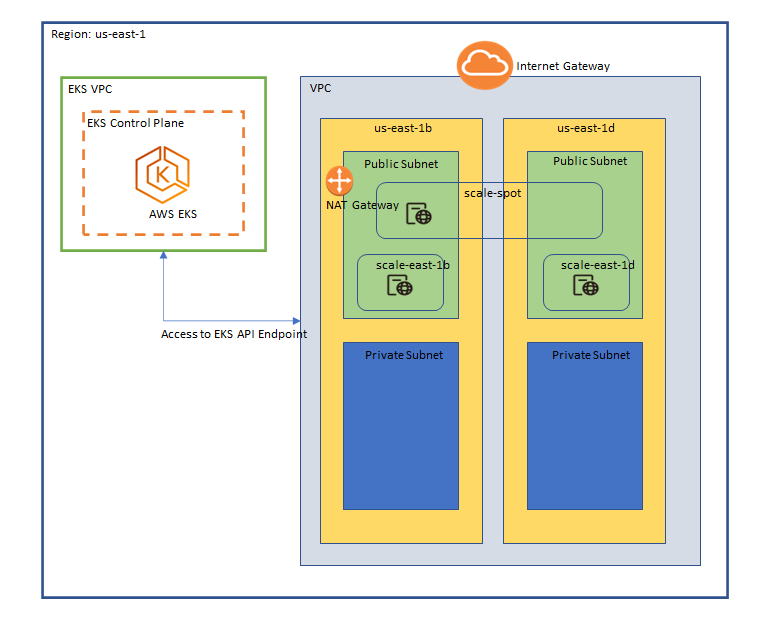 Region: us-east-1
Internet Gateway
EKS VPC
VPC
EKS Control Plane
AWS EKS
us-east-1b
us-east-1d
Public Subnet
Public Subnet
NAT Gateway
scale-spot
scale-east-1b
scale-east-1d
Access to EKS API Endpoint
Private Subnet
Private Subnet